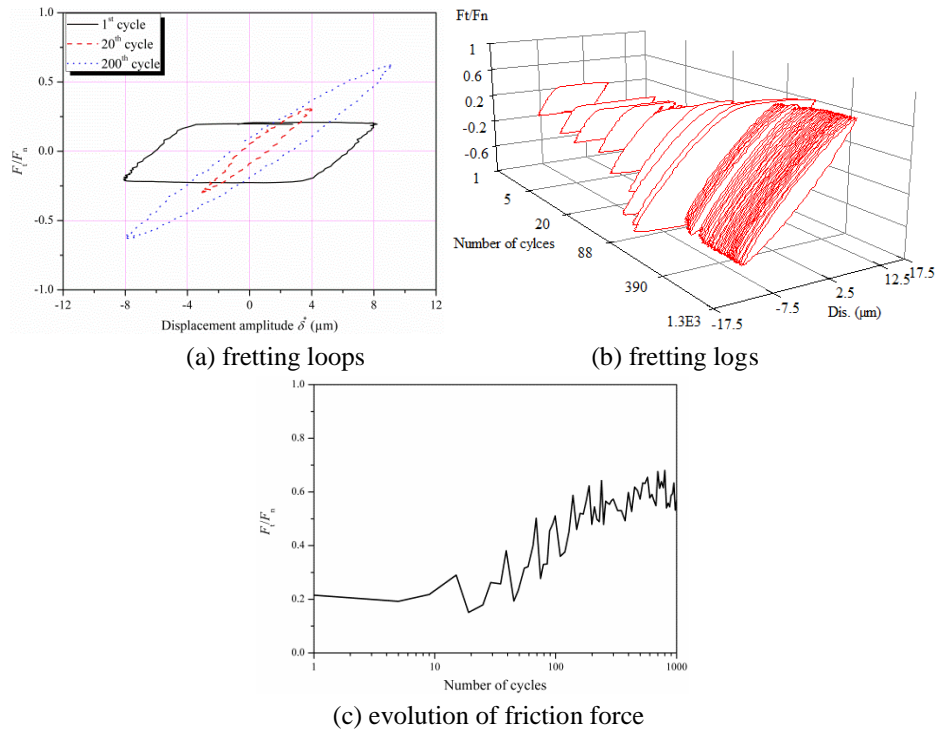 1st cycle
20th cycle
200th cycle
1.0
0.5
0.0
-0.5
-1.0
Ft/Fn
-12 -8 -4 0 4 8 12
Displacement amplitude δ* (μm)
(a) fretting loops
Ft/Fn
1
0.6
0.2
-0.2
-0.6
1
5
20
88
390
1.3E3
Number of cylces
-17.5
-7.5
2.5
12.5
17.5
Dis. (μm)
(b) fretting logs
1.0
0.8
0.6
0.4
0.2
0.0
Ft/Fn
1 10 100 1000
Number of cycles
(c) evolution of friction force